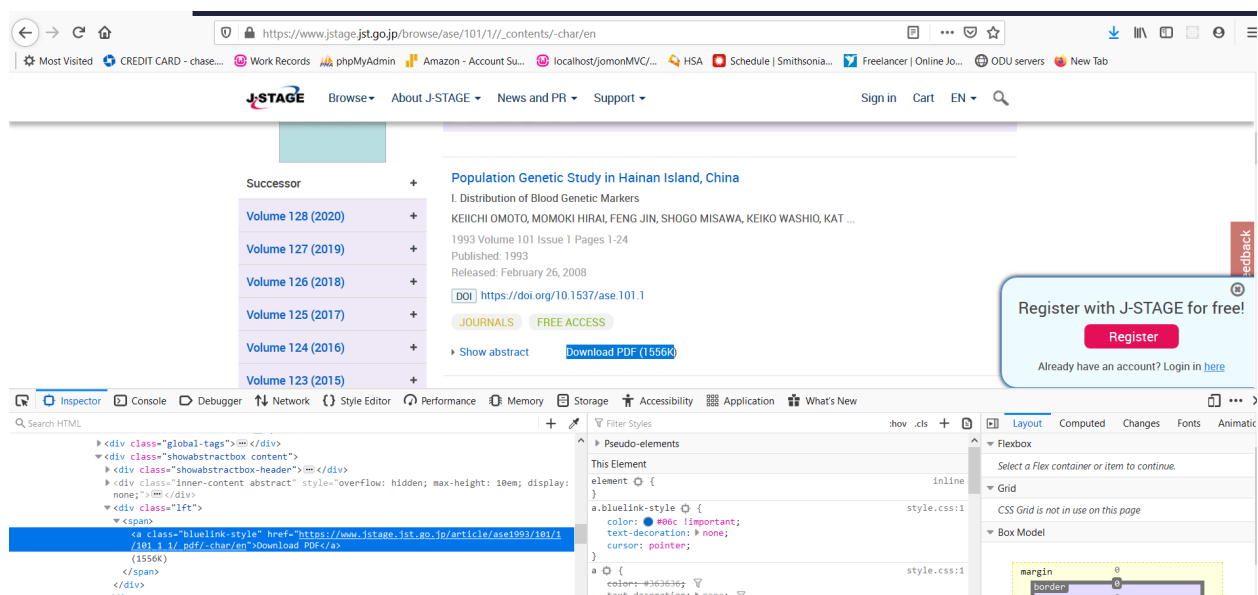 https://www.jstage.jst.go.jp/browse/ase/101/1//_contents/-char/en
Most Visited CREDIT CARD - chase.... Work Records phpMyAdmin Amazon - Account Su... localhost/jomonMVC/... HSA Schedule | Smithsonia... Freelancer | Online Jo... ODU servers New Tab
J-STAGE Browse About J-STAGE News and PR Support Sign in Cart EN
Successor +
Volume 128 (2020) +
Volume 127 (2019) +
Volume 126 (2018) +
Volume 125 (2017) +
Volume 124 (2016) +
Volume 123 (2015) +
Population Genetic Study in Hainan Island, China
I. Distribution of Blood Genetic Markers
KEIICHI OMOTO, MOMOKI HIRAI, FENG JIN, SHOGO MISAWA, KEIKO WASHIO, KAT ...
1993 Volume 101 Issue 1 Pages 1-24
Published: 1993
Released: February 26, 2008
DOI https://doi.org/10.1537/ase.101.1
JOURNALS FREE ACCESS
Show abstract Download PDF (1556K)
edback
Register with J-STAGE for free!
Register
Already have an account? Login in here
Inspector Console Debugger Network Style Editor Performance Memory Storage Accessibility Application What's New
Search HTML
<div class="global-tags"> </div>
<div class="showabstractbox content">
<div class="showabstractbox-header"> </div>
<div class="inner-content abstract" style="overflow: hidden; max-height: 10em; display:
none;"> </div>
<div class="lft">
<span>
<a class="bluelink-style" href="https://www.jstage.jst.go.jp/article/ase1993/101/1
/101_1_1/_pdf/-char/en">Download PDF</a>
(1556K)
</span>
</div>
Filter Styles :hov .cls +
Pseudo-elements
This Element
element { inline
}
a.bluelink-style { style.css:1
color: #06c !important;
text-decoration: none;
cursor: pointer;
}
a { style.css:1
color: #363636;
text-decoration: none;
Layout Computed Changes Fonts Animatic
Flexbox
Select a Flex container or item to continue.
Grid
CSS Grid is not in use on this page
Box Model
margin 0
border 0